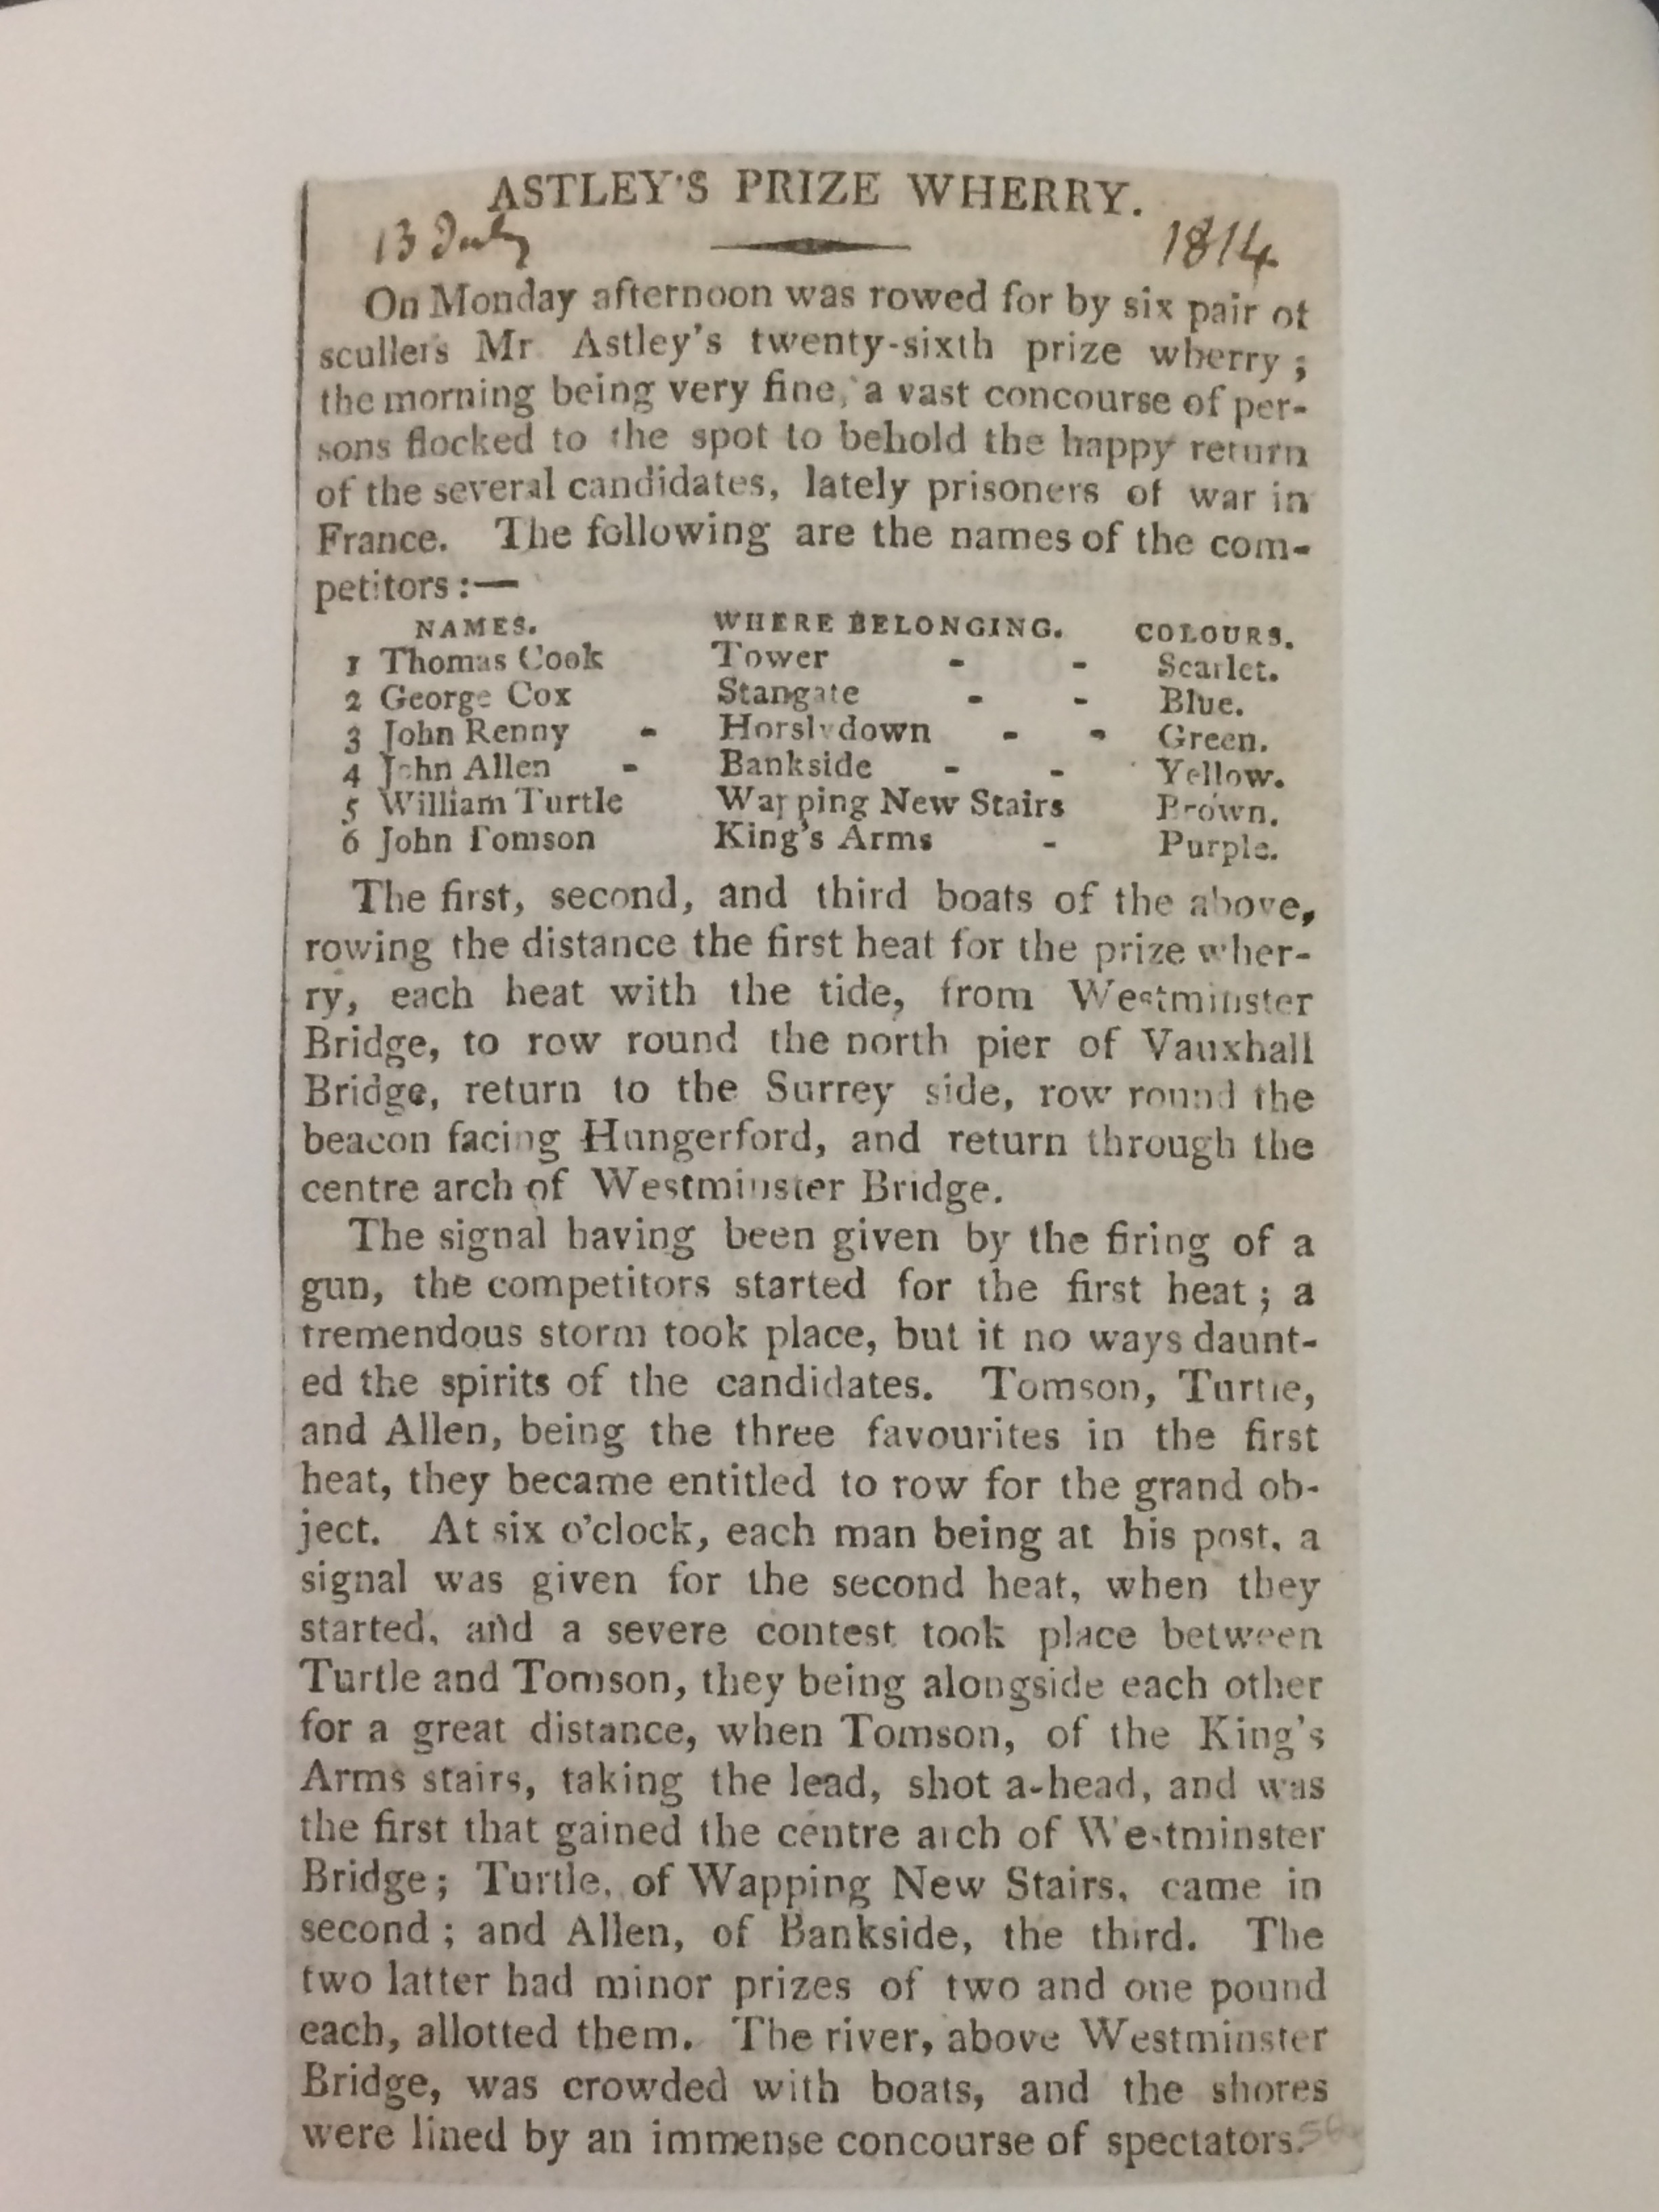 ASTLEY'S PRIZE WHERRY.
13 July 1814
On Monday afternoon was rowed for by six pair of
scullers Mr. Astley's twenty-sixth prize wherry;
the morning being very fine, a vast concourse of per-
sons flocked to the spot to behold the happy return
of the several candidates, lately prisoners of war in
France. The following are the names of the com-
petitors:—
NAMES. WHERE BELONGING. COLOURS.
1 Thomas Cook Tower - - Scarlet.
2 George Cox Stangate - - Blue.
3 John Renny - Horslydown - - Green.
4 John Allen - Bankside - - Yellow.
5 William Turtle Wapping New Stairs Brown.
6 John Tomson King's Arms - Purple.
The first, second, and third boats of the above,
rowing the distance the first heat for the prize wher-
ry, each heat with the tide, from Westminster
Bridge, to row round the north pier of Vauxhall
Bridge, return to the Surrey side, row round the
beacon facing Hungerford, and return through the
centre arch of Westminster Bridge.
The signal having been given by the firing of a
gun, the competitors started for the first heat; a
tremendous storm took place, but it no ways daunt-
ed the spirits of the candidates. Tomson, Turtle,
and Allen, being the three favourites in the first
heat, they became entitled to row for the grand ob-
ject. At six o'clock, each man being at his post, a
signal was given for the second heat, when they
started, and a severe contest took place between
Turtle and Tomson, they being alongside each other
for a great distance, when Tomson, of the King's
Arms stairs, taking the lead, shot a-head, and was
the first that gained the centre arch of Westminster
Bridge; Turtle, of Wapping New Stairs, came in
second; and Allen, of Bankside, the third. The
two latter had minor prizes of two and one pound
each, allotted them. The river, above Westminster
Bridge, was crowded with boats, and the shores
were lined by an immense concourse of spectators.